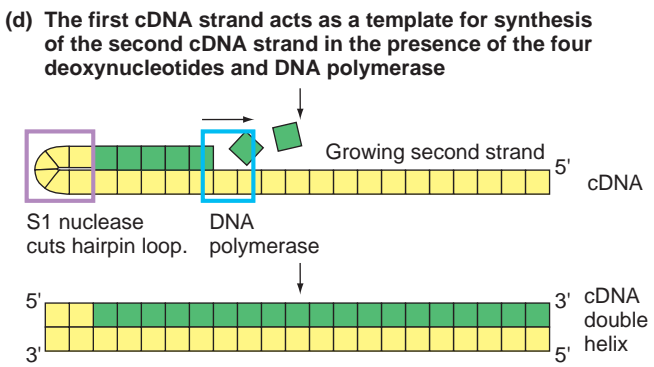 (d) The first cDNA strand acts as a template for synthesis
of the second cDNA strand in the presence of the four
deoxynucleotides and DNA polymerase
Growing second strand
5'
cDNA
S1 nuclease
cuts hairpin loop.
DNA
polymerase
5'
3'
3'
5'
cDNA
double
helix